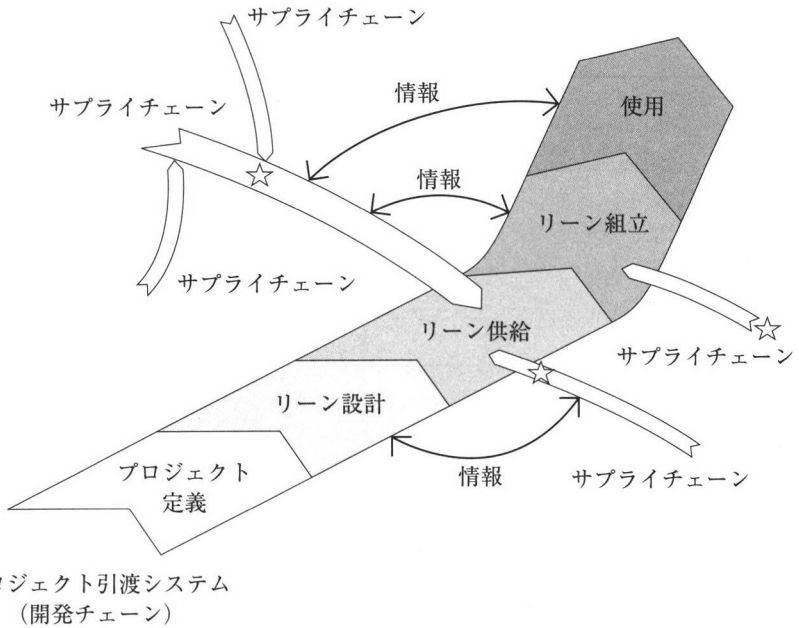 サプライチェーン
サプライチェーン
情報
使用
情報
リーン組立
サプライチェーン
リーン供給
サプライチェーン
リーン設計
プロジェクト
定義
情報
サプライチェーン
ロジェクト引渡システム
(開発チェーン)